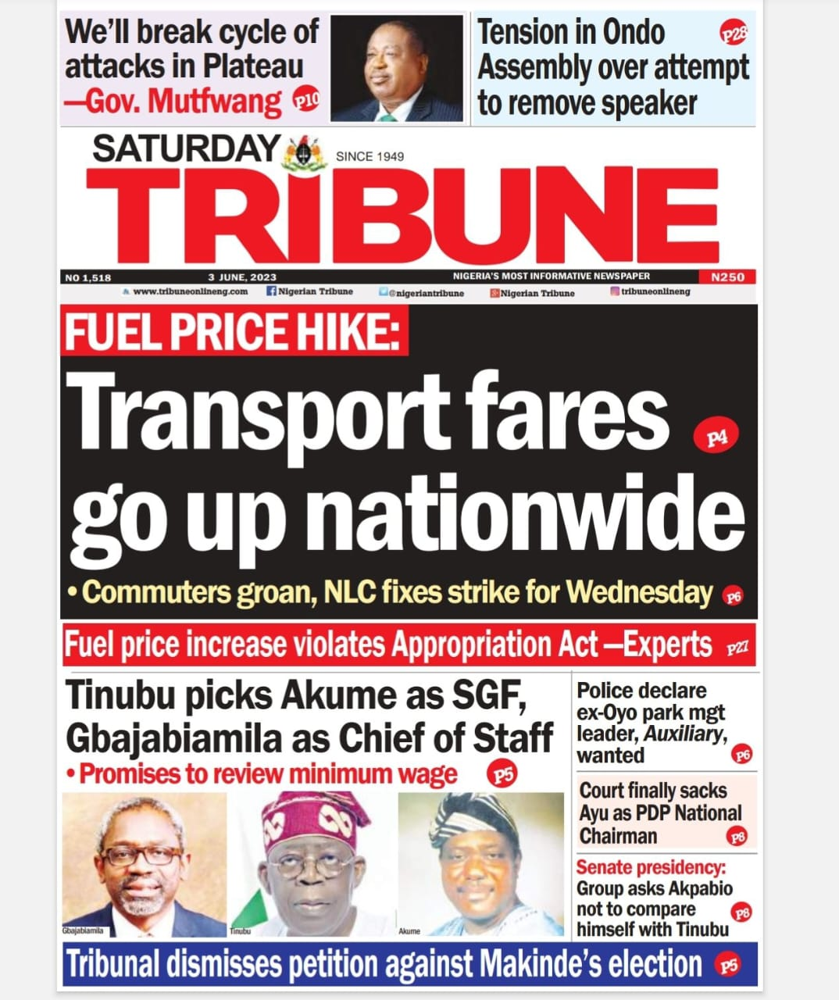 We'll break cycle of
attacks in Plateau
—Gov. Mutfwang P10
Tension in Ondo P28
Assembly over attempt
to remove speaker
SATURDAY SINCE 1949
TRIBUNE
NO 1,518 3 JUNE, 2023 NIGERIA'S MOST INFORMATIVE NEWSPAPER N250
www.tribuneonlineng.com Nigerian Tribune @nigeriantribune Nigerian Tribune tribuneonlineng
FUEL PRICE HIKE:
Transport fares P4
go up nationwide
• Commuters groan, NLC fixes strike for Wednesday P6
Fuel price increase violates Appropriation Act —Experts P27
Tinubu picks Akume as SGF,
Gbajabiamila as Chief of Staff
• Promises to review minimum wage P5
Gbajabiamila Tinubu Akume
Police declare
ex-Oyo park mgt
leader, Auxiliary,
wanted P6
Court finally sacks
Ayu as PDP National
Chairman P8
Senate presidency:
Group asks Akpabio
not to compare P8
himself with Tinubu
Tribunal dismisses petition against Makinde's election P5